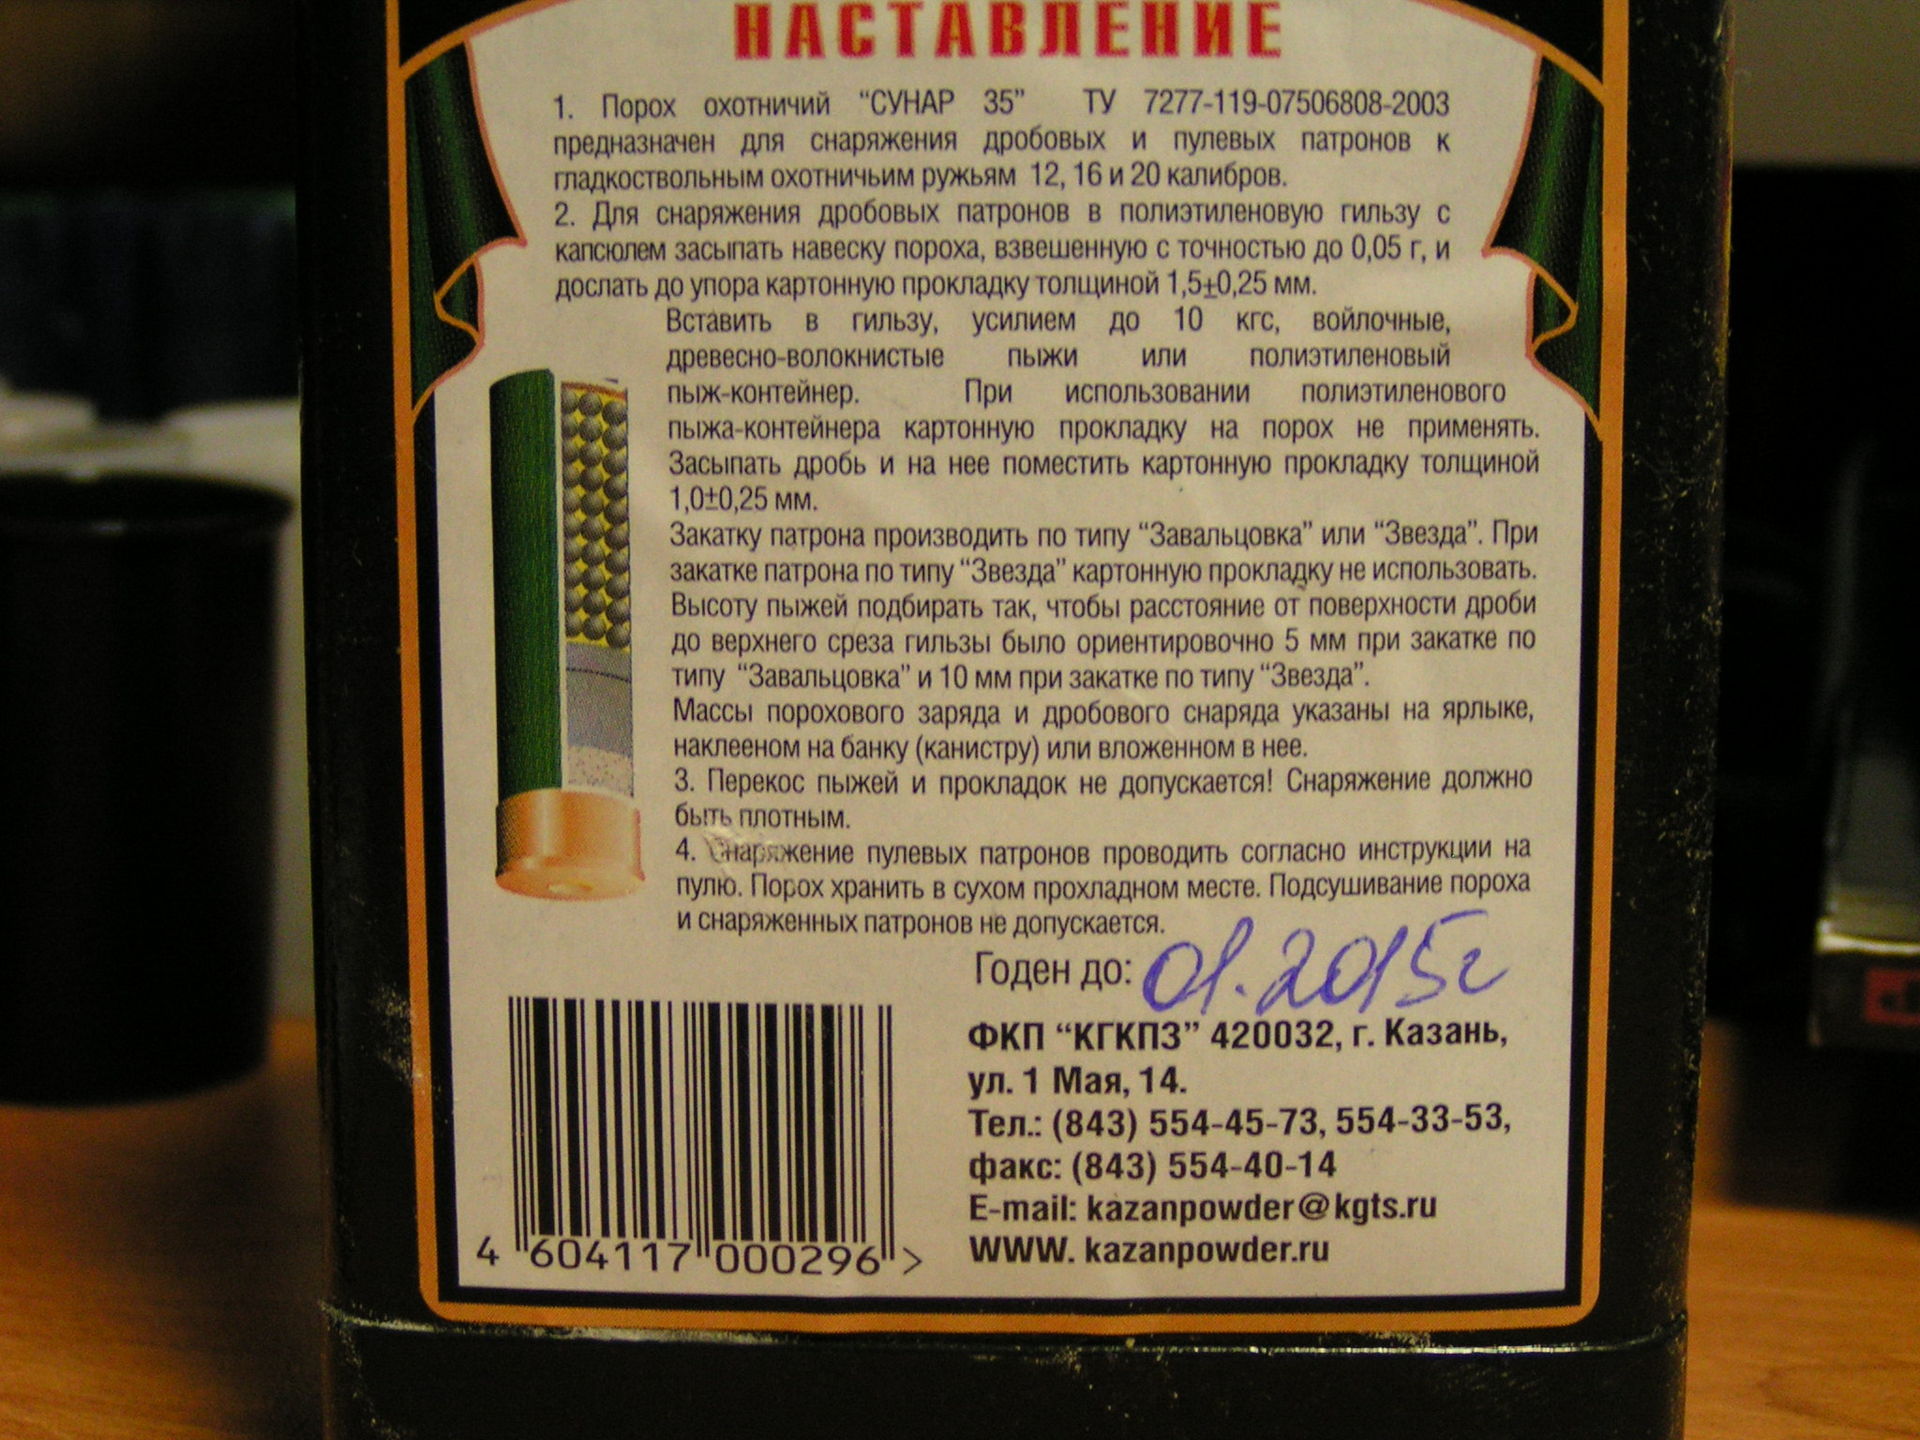 НАСТАВЛЕНИЕ
1. Порох охотничий “СУНАР 35” ТУ 7277-119-07506808-2003
предназначен для снаряжения дробовых и пулевых патронов к
гладкоствольным охотничьим ружьям 12, 16 и 20 калибров.
2. Для снаряжения дробовых патронов в полиэтиленовую гильзу с
капсюлем засыпать навеску пороха, взвешенную с точностью до 0,05 г, и
дослать до упора картонную прокладку толщиной 1,5±0,25 мм.
Вставить в гильзу, усилием до 10 кгс, войлочные,
древесно-волокнистые пыжи или полиэтиленовый
пыж-контейнер. При использовании полиэтиленового
пыжа-контейнера картонную прокладку на порох не применять.
Засыпать дробь и на нее поместить картонную прокладку толщиной
1,0±0,25 мм.
Закатку патрона производить по типу “Завальцовка” или “Звезда”. При
закатке патрона по типу “Звезда” картонную прокладку не использовать.
Высоту пыжей подбирать так, чтобы расстояние от поверхности дроби
до верхнего среза гильзы было ориентировочно 5 мм при закатке по
типу “Завальцовка” и 10 мм при закатке по типу “Звезда”.
Массы порохового заряда и дробового снаряда указаны на ярлыке,
наклееном на банку (канистру) или вложенном в нее.
3. Перекос пыжей и прокладок не допускается! Снаряжение должно
быть плотным.
4. Снаряжение пулевых патронов проводить согласно инструкции на
пулю. Порох хранить в сухом прохладном месте. Подсушивание пороха
и снаряженных патронов не допускается.
Годен до: 01.2015г
ФКП “КГКПЗ” 420032, г. Казань,
ул. 1 Мая, 14.
Тел.: (843) 554-45-73, 554-33-53,
факс: (843) 554-40-14
E-mail: kazanpowder@kgts.ru
WWW. kazanpowder.ru
4 604117 000296 >